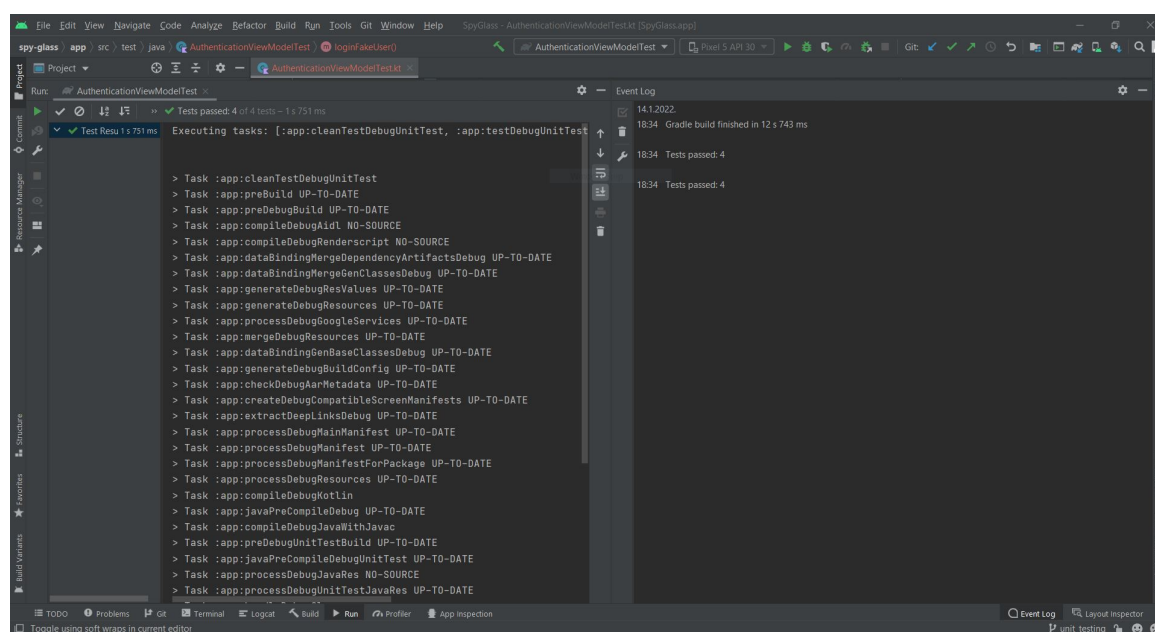 File Edit View Navigate Code Analyze Refactor Build Run Tools Git Window Help SpyGlass - AuthenticationViewModelTest.kt [SpyGlass.app]
spy-glass app src test java AuthenticationViewModelTest loginFakeUser() AuthenticationViewModelTest Pixel 5 API 30 Git:
Project AuthenticationViewModelTest.kt
Run: AuthenticationViewModelTest Event Log
Tests passed: 4 of 4 tests – 1 s 751 ms 14.1.2022.
Test Resu 1 s 751 ms Executing tasks: [:app:cleanTestDebugUnitTest, :app:testDebugUnitTest 18:34 Gradle build finished in 12 s 743 ms
18:34 Tests passed: 4
18:34 Tests passed: 4
> Task :app:cleanTestDebugUnitTest
> Task :app:preBuild UP-TO-DATE
> Task :app:preDebugBuild UP-TO-DATE
> Task :app:compileDebugAidl NO-SOURCE
> Task :app:compileDebugRenderscript NO-SOURCE
> Task :app:dataBindingMergeDependencyArtifactsDebug UP-TO-DATE
> Task :app:dataBindingMergeGenClassesDebug UP-TO-DATE
> Task :app:generateDebugResValues UP-TO-DATE
> Task :app:generateDebugResources UP-TO-DATE
> Task :app:processDebugGoogleServices UP-TO-DATE
> Task :app:mergeDebugResources UP-TO-DATE
> Task :app:dataBindingGenBaseClassesDebug UP-TO-DATE
> Task :app:generateDebugBuildConfig UP-TO-DATE
> Task :app:checkDebugAarMetadata UP-TO-DATE
> Task :app:createDebugCompatibleScreenManifests UP-TO-DATE
> Task :app:extractDeepLinksDebug UP-TO-DATE
> Task :app:processDebugMainManifest UP-TO-DATE
> Task :app:processDebugManifest UP-TO-DATE
> Task :app:processDebugManifestForPackage UP-TO-DATE
> Task :app:processDebugResources UP-TO-DATE
> Task :app:compileDebugKotlin
> Task :app:javaPreCompileDebug UP-TO-DATE
> Task :app:compileDebugJavaWithJavac
> Task :app:preDebugUnitTestBuild UP-TO-DATE
> Task :app:javaPreCompileDebugUnitTest UP-TO-DATE
> Task :app:processDebugJavaRes NO-SOURCE
> Task :app:processDebugUnitTestJavaRes UP-TO-DATE
Project
Commit
Resource Manager
Structure
Favorites
Build Variants
TODO Problems Git Terminal Logcat Build Run Profiler App Inspection Event Log Layout Inspector
Toggle using soft wraps in current editor unit testing